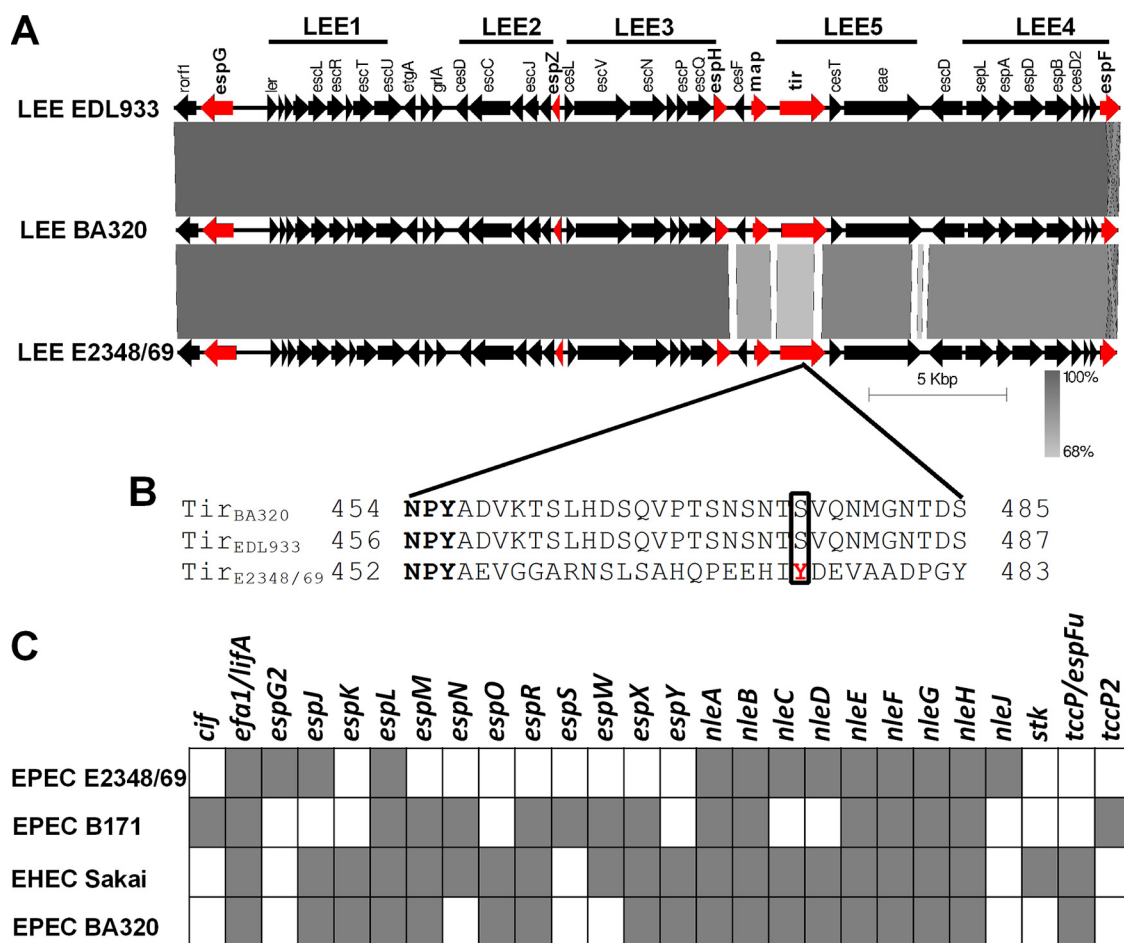 A
LEE1 LEE2 LEE3 LEE5 LEE4
rorf1 espG ler escL escR escT escU etgA grlA cesD escC escJ espZ cesL escV escN escP escQ espH cesF map tir cesT eae escD sepL espA espD espB cesD2 espF
LEE EDL933
LEE BA320
LEE E2348/69
5 Kbp
100%
68%
B
TirBA320 454 NPYADVKTSLHDSQVPTSNSNTSVQNMGNTDS 485
TirEDL933 456 NPYADVKTSLHDSQVPTSNSNTSVQNMGNTDS 487
TirE2348/69 452 NPYAEVGGARNSLSAHQPEEHIYDEVAADPGY 483
C
cif efa1/lifA espG2 espJ espK espL espM espN espO espR espS espW espX espY nleA nleB nleC nleD nleE nleF nleG nleH nleJ stk tccP/espFu tccP2
EPEC E2348/69
EPEC B171
EHEC Sakai
EPEC BA320